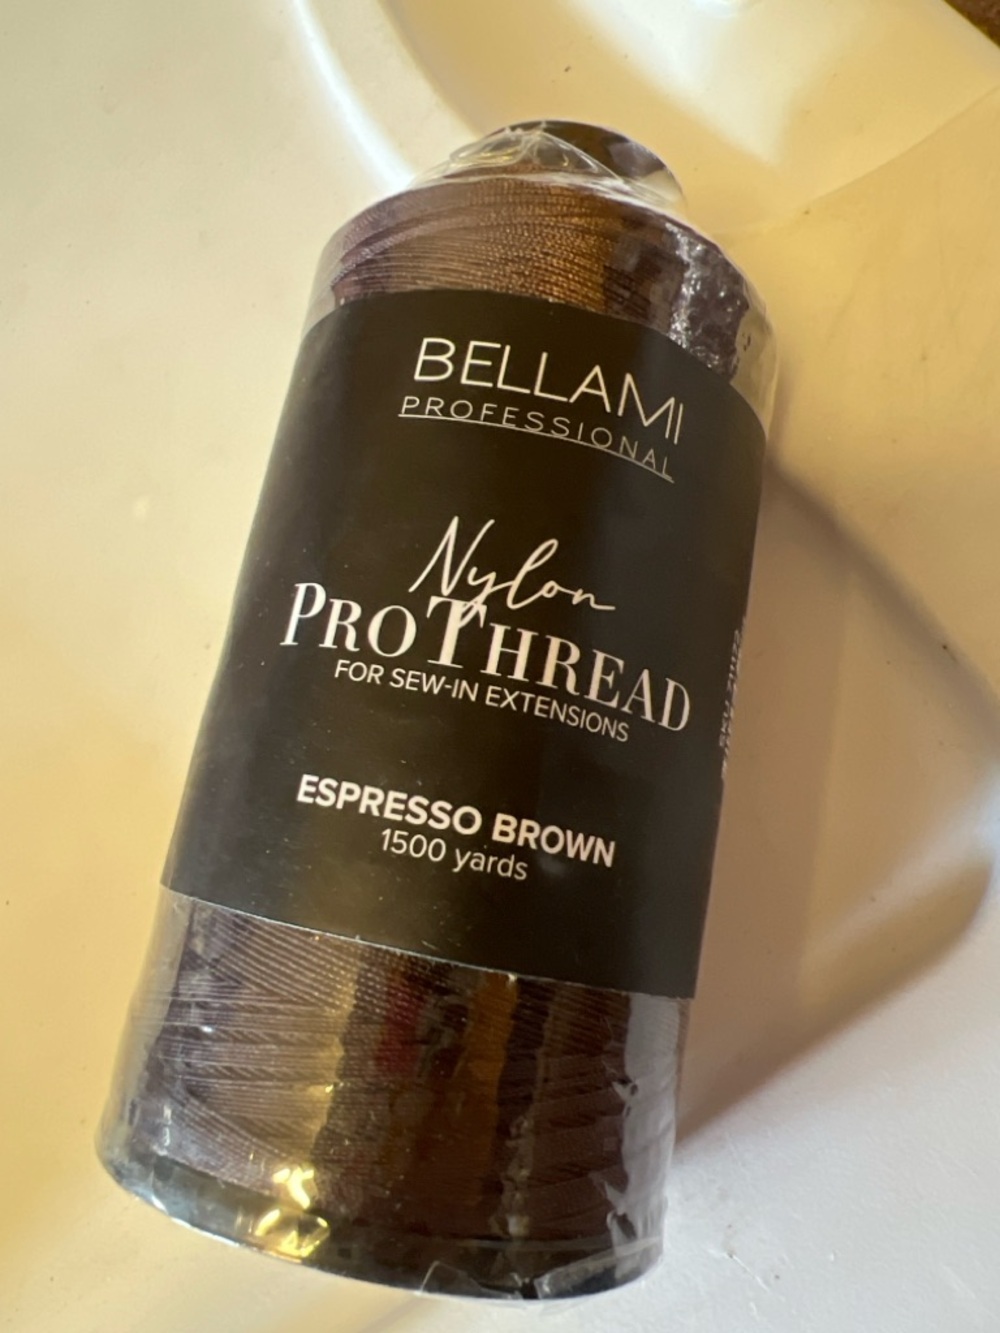 BELLAMI
PROFESSIONAL
Nylon
PROTHREAD
FOR SEW-IN EXTENSIONS
ESPRESSO BROWN
1500 yards